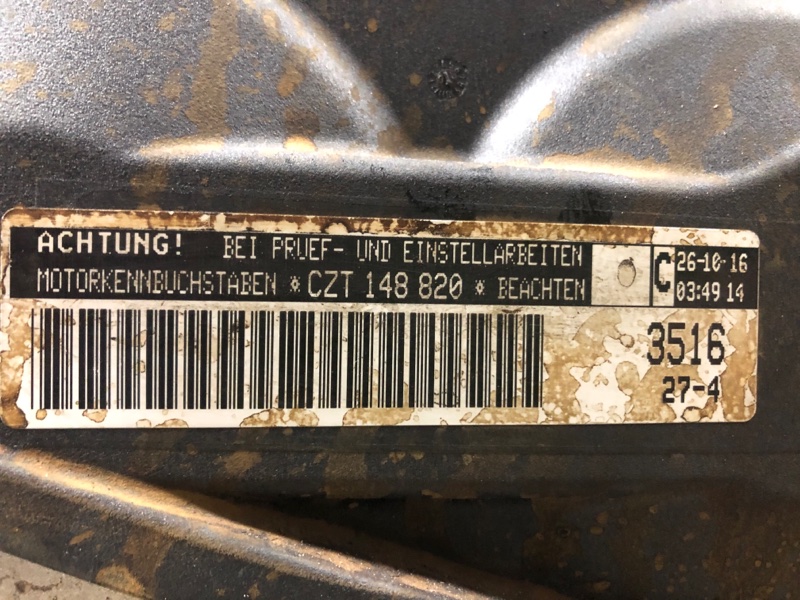 ACHTUNG! BEI PRUEF- UND EINSTELLARBEITEN
MOTORKENNBUCHSTABEN * CZT 148 820 * BEACHTEN
C
26-10-16
03:49 14
3516
27-4